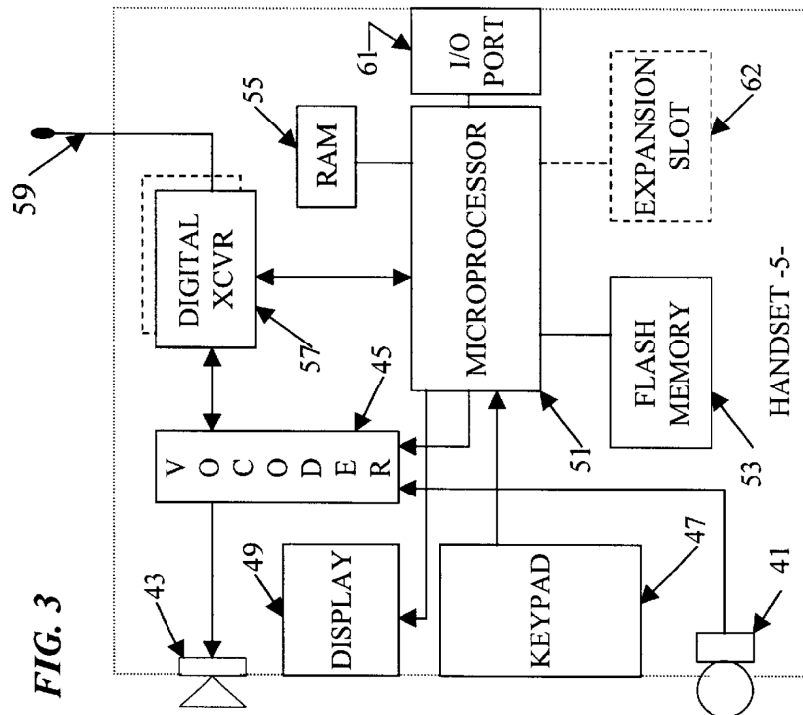 FIG. 3
43
49
DISPLAY
KEYPAD
47
41
VOCODER
45
57
DIGITAL
XCVR
59
55
RAM
MICROPROCESSOR
51
61
I/O
PORT
FLASH
MEMORY
53
EXPANSION
SLOT
62
HANDSET -5-